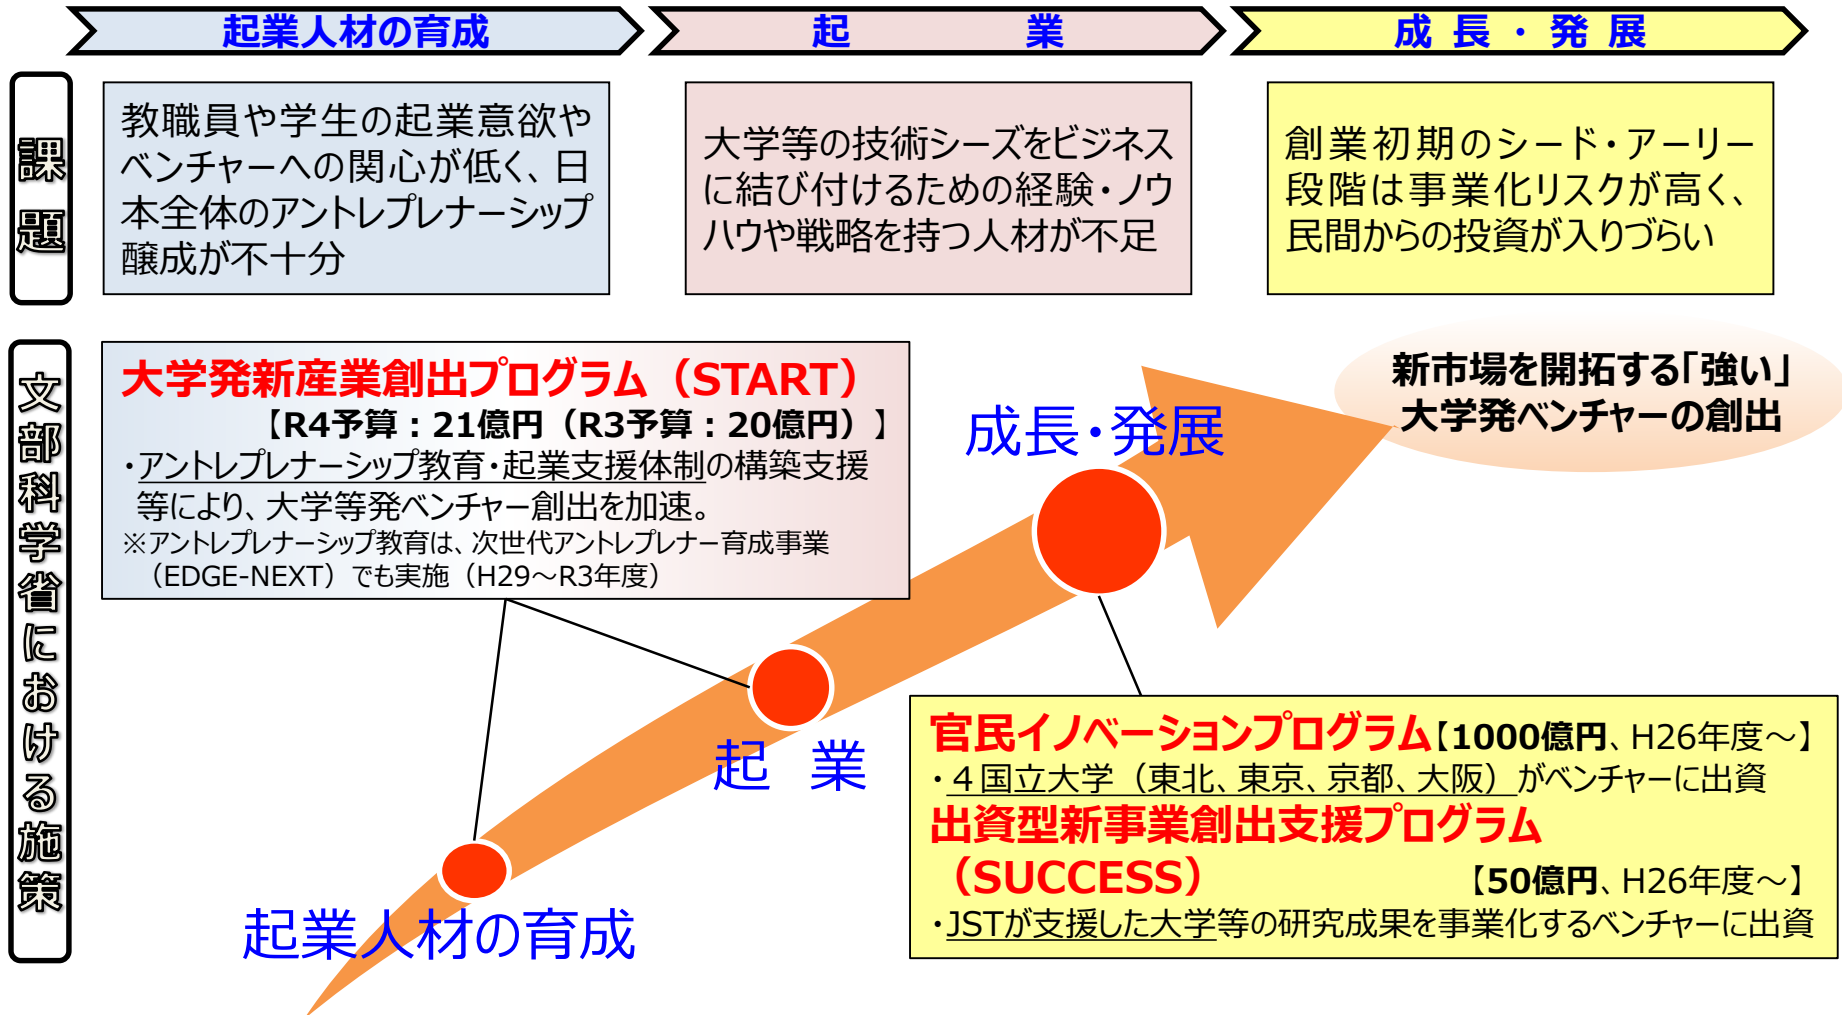 起業人材の育成
起　　　業
成 長 ・ 発 展
課題
教職員や学生の起業意欲や
ベンチャーへの関心が低く、日
本全体のアントレプレナーシップ
醸成が不十分
大学等の技術シーズをビジネス
に結び付けるための経験・ノウ
ハウや戦略を持つ人材が不足
創業初期のシード・アーリー
段階は事業化リスクが高く、
民間からの投資が入りづらい
文部科学省における施策
大学発新産業創出プログラム（START）
【R4予算：21億円（R3予算：20億円）】
・アントレプレナーシップ教育・起業支援体制の構築支援
等により、大学等発ベンチャー創出を加速。
※アントレプレナーシップ教育は、次世代アントレプレナー育成事業
（EDGE-NEXT）でも実施（H29～R3年度）
成長・発展
新市場を開拓する「強い」
大学発ベンチャーの創出
起　業
起業人材の育成
官民イノベーションプログラム【1000億円、H26年度～】
・４国立大学（東北、東京、京都、大阪）がベンチャーに出資
出資型新事業創出支援プログラム
（SUCCESS）　【50億円、H26年度～】
・JSTが支援した大学等の研究成果を事業化するベンチャーに出資